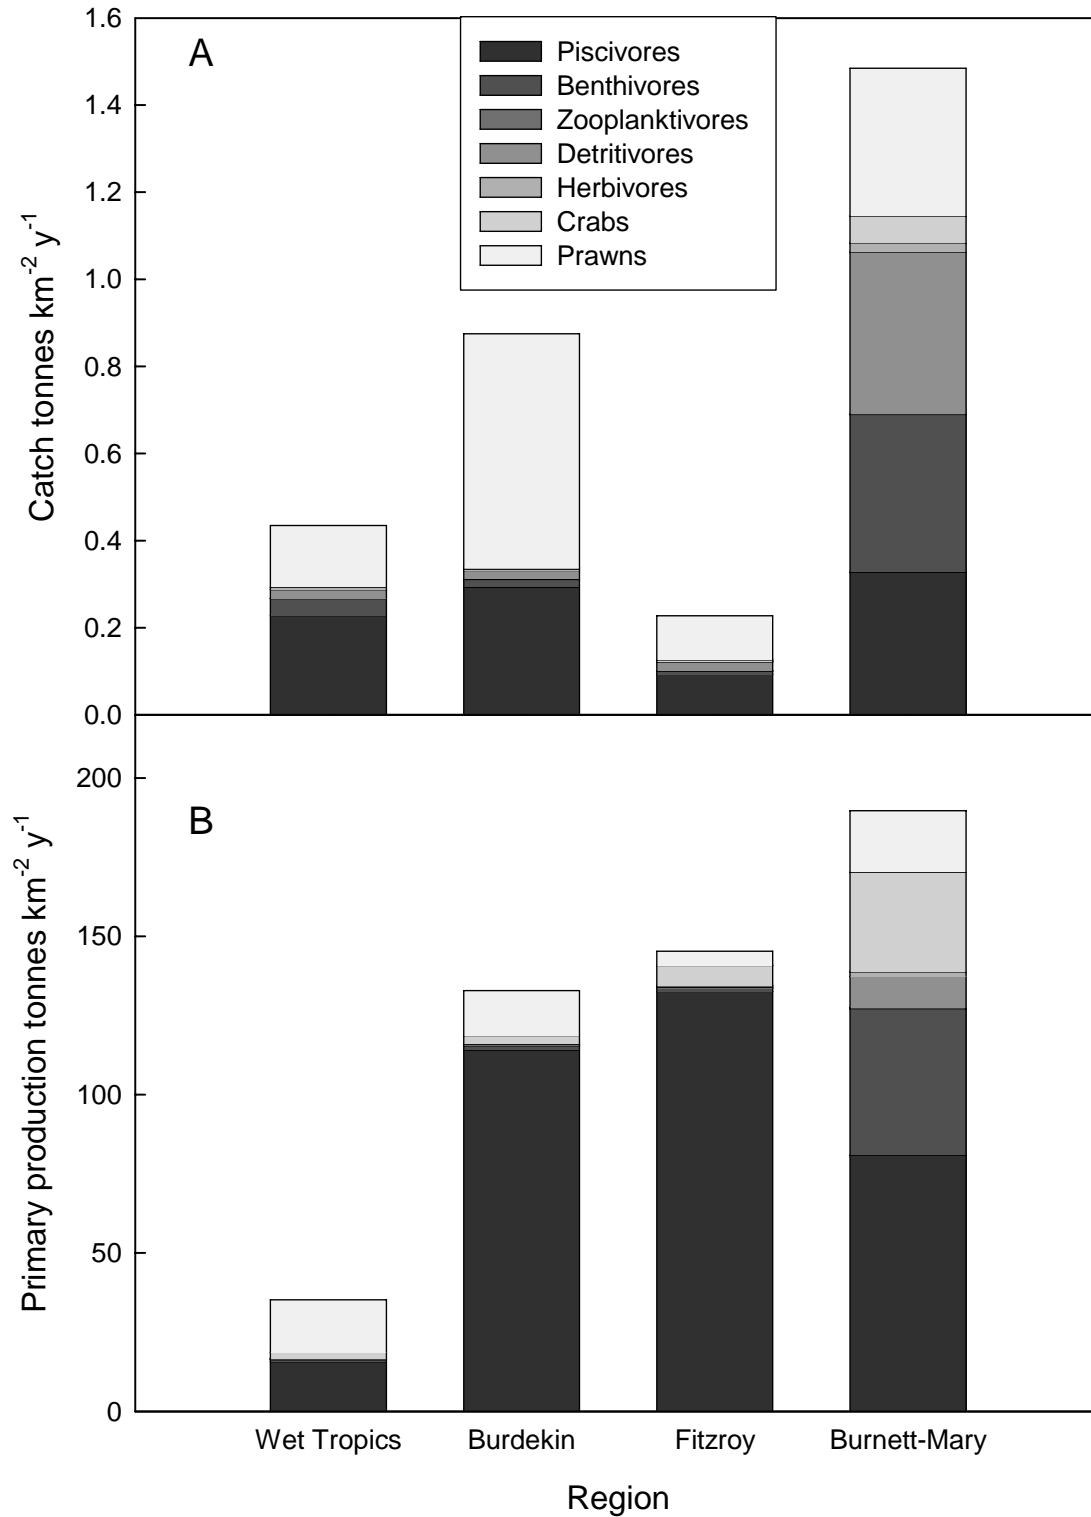 A
Piscivores
Benthivores
Zooplanktivores
Detritivores
Herbivores
Crabs
Prawns
Catch tonnes km-2 y-1
1.6
1.4
1.2
1.0
0.8
0.6
0.4
0.2
0.0
B
Primary production tonnes km-2 y-1
200
150
100
50
0
Wet Tropics Burdekin Fitzroy Burnett-Mary
Region